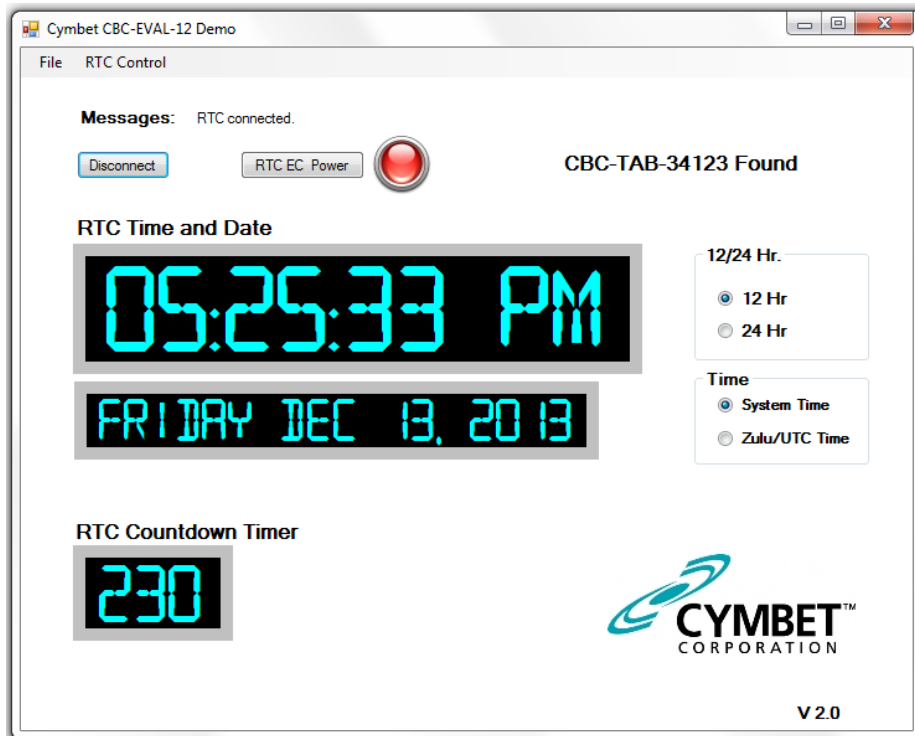 Cymbet CBC-EVAL-12 Demo
File RTC Control
Messages: RTC connected.
Disconnect RTC EC Power CBC-TAB-34123 Found
RTC Time and Date
05:25:33 PM
FRIDAY DEC 13, 2013
12/24 Hr.
12 Hr
24 Hr
Time
System Time
Zulu/UTC Time
RTC Countdown Timer
230
CYMBET™
CORPORATION
V 2.0